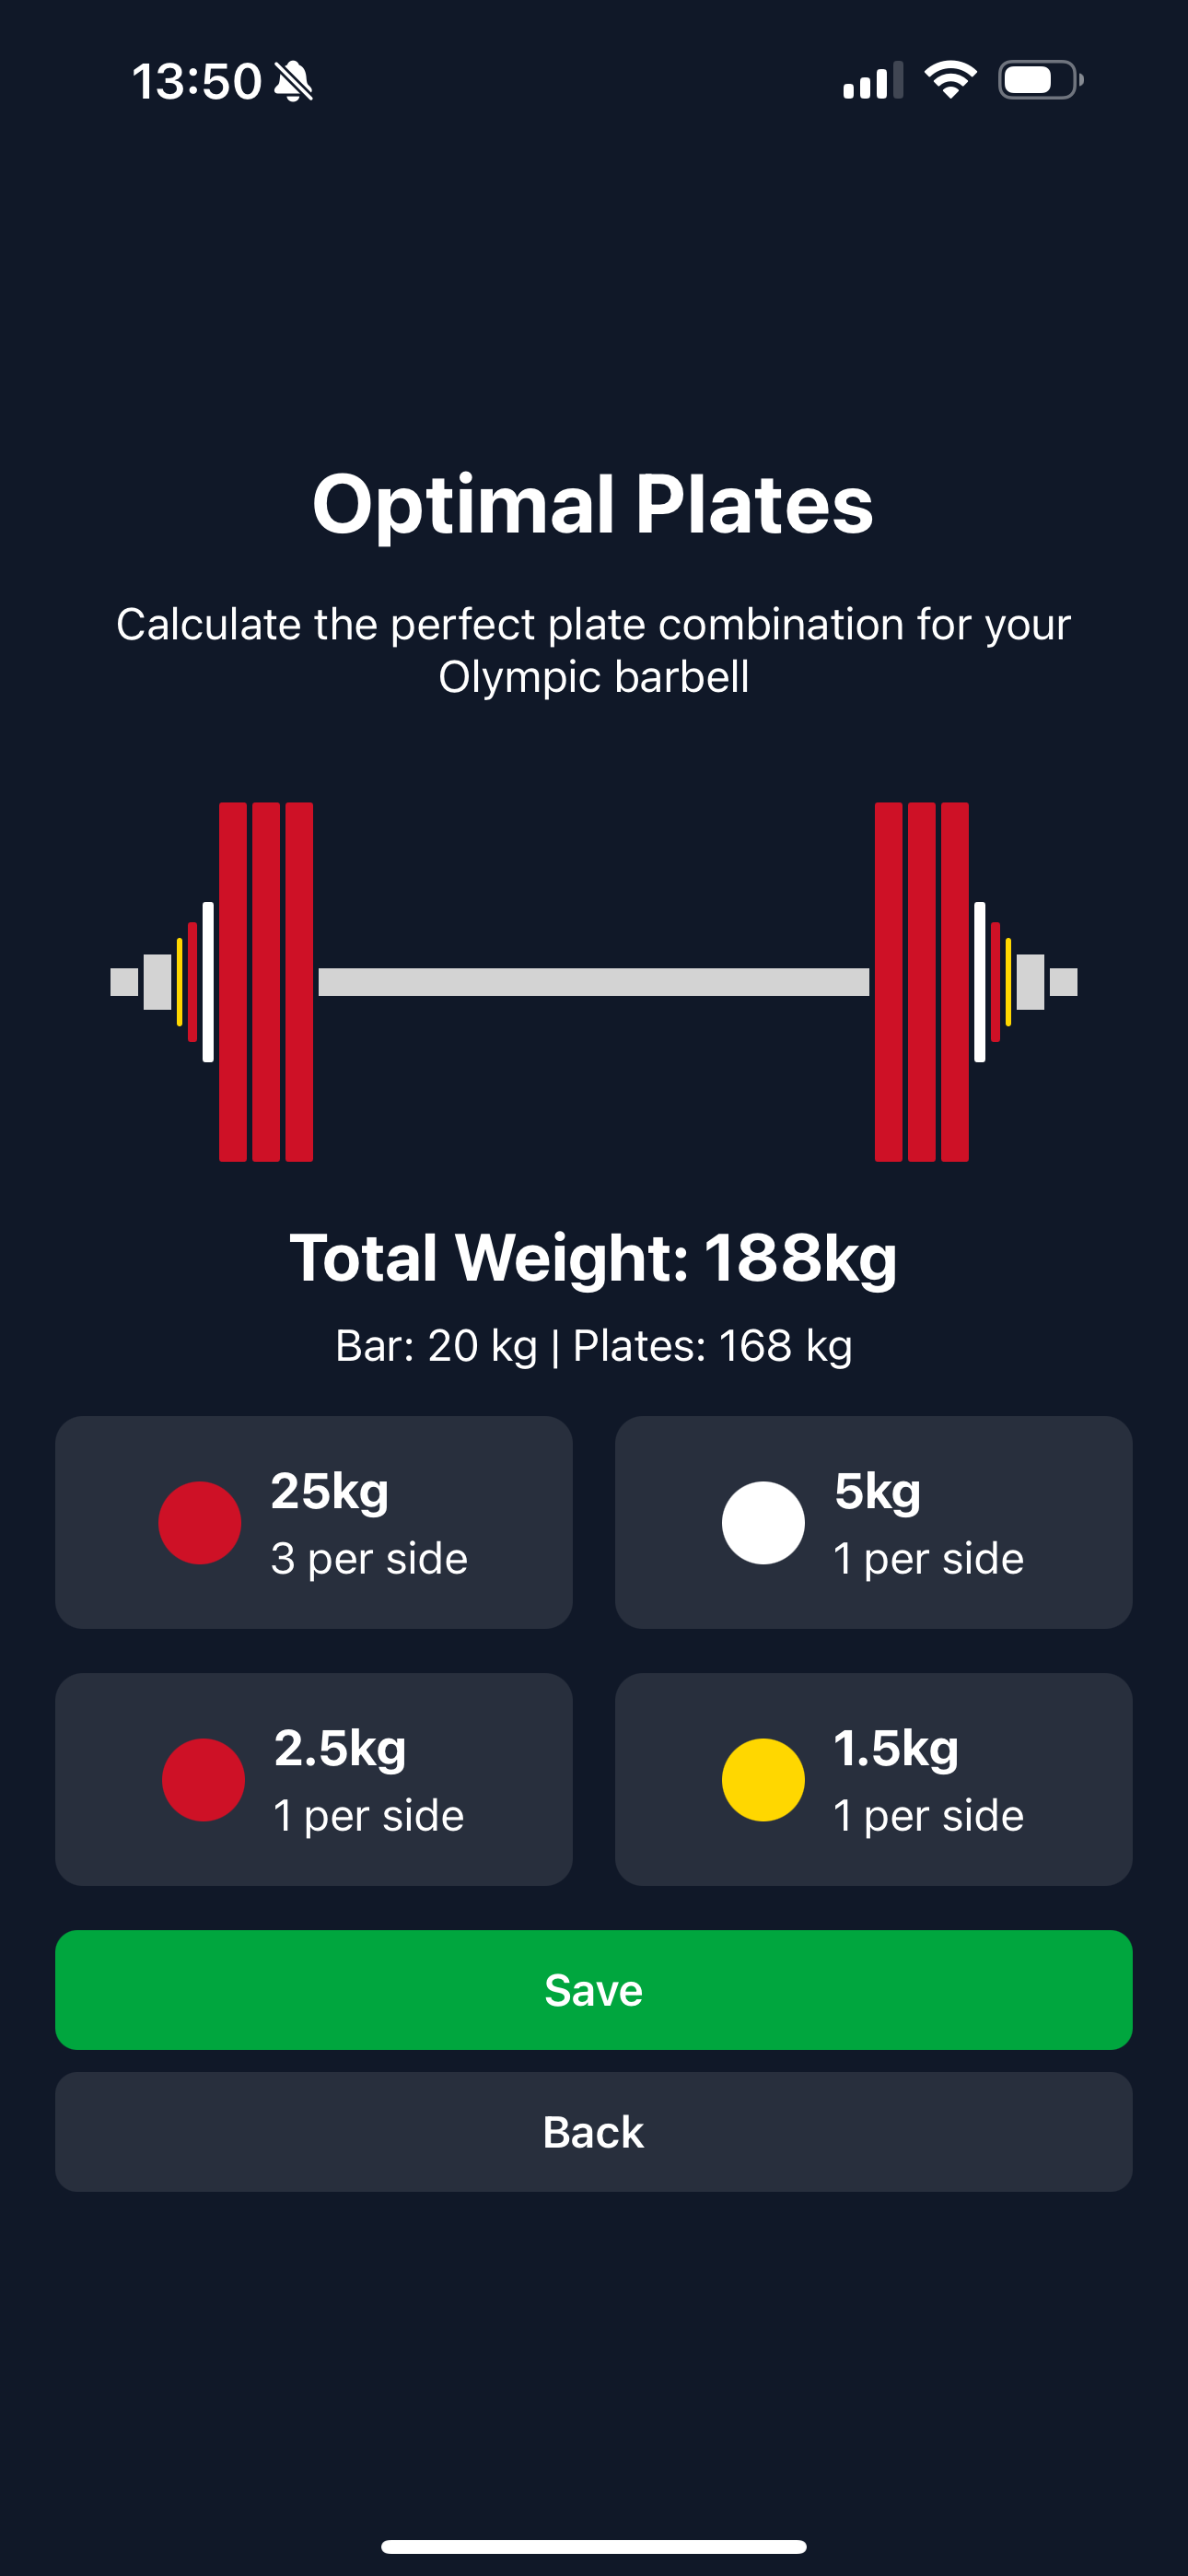 13:50
Optimal Plates
Calculate the perfect plate combination for your
Olympic barbell
Total Weight: 188kg
Bar: 20 kg | Plates: 168 kg
25kg
3 per side
5kg
1 per side
2.5kg
1 per side
1.5kg
1 per side
Save
Back